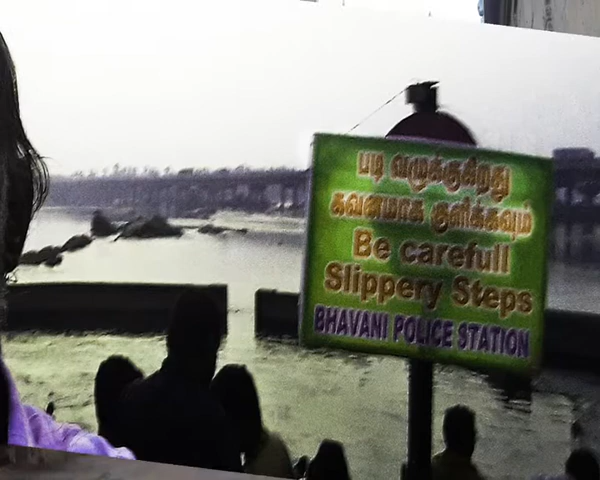 படி வழுக்குகிறது
கவனமாக குளிக்கவும்
Be carefull
Slippery Steps
BHAVANI POLICE STATION